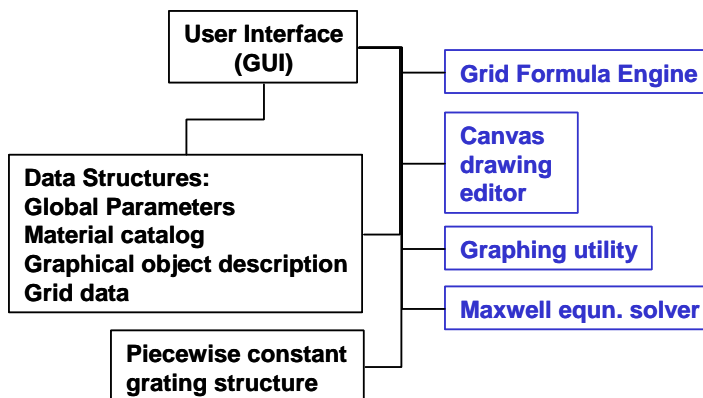 User Interface
(GUI)
Grid Formula Engine
Canvas
drawing
editor
Data Structures:
Global Parameters
Material catalog
Graphical object description
Grid data
Graphing utility
Maxwell equn. solver
Piecewise constant
grating structure